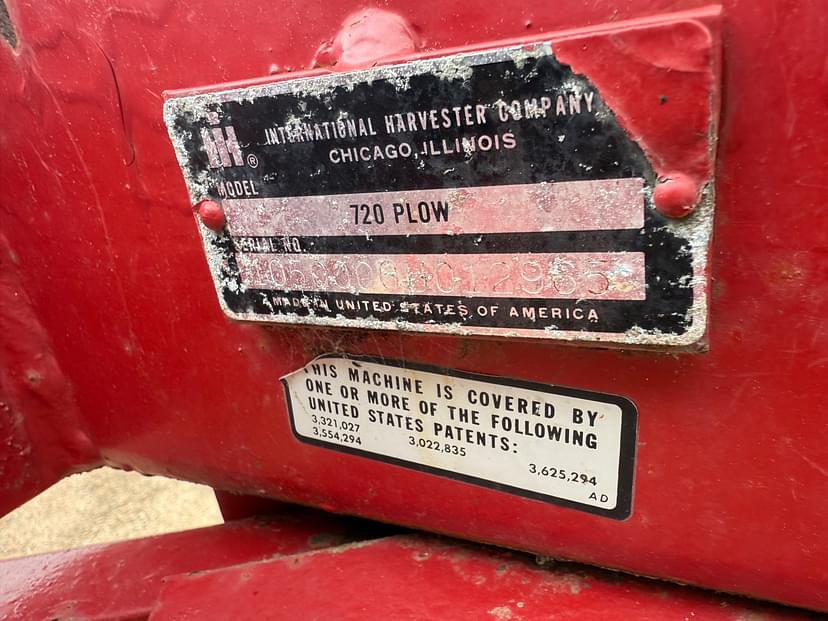 IH ®
INTERNATIONAL HARVESTER COMPANY
CHICAGO, ILLINOIS
MODEL
720 PLOW
SERIAL NO.
MADE IN UNITED STATES OF AMERICA
THIS MACHINE IS COVERED BY
ONE OR MORE OF THE FOLLOWING
UNITED STATES PATENTS:
3,321,027
3,554,294 3,022,835 3,625,294
AD